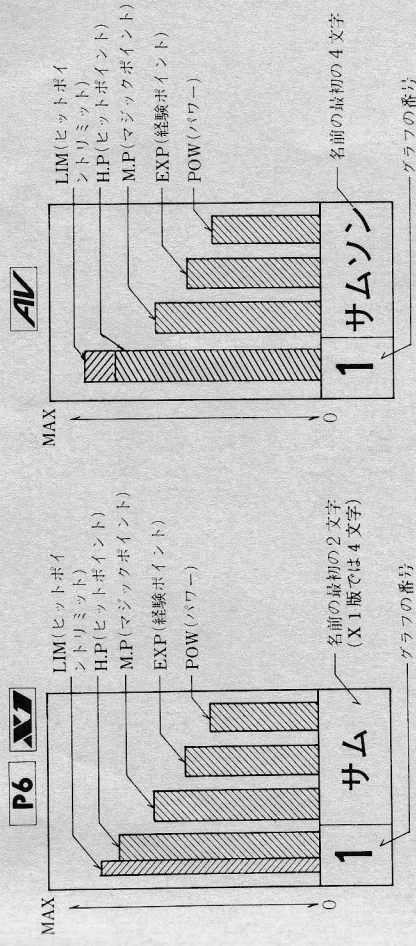 P6 X1
MAX
0
LIM(ヒットポイ
ントリミット)
H.P(ヒットポイント)
M.P(マジックポイント)
EXP(経験ポイント)
POW(パワー)
1 サム
名前の最初の2文字
(X1版では4文字)
グラフの番号
AV
MAX
0
LIM(ヒットポイ
ントリミット)
H.P(ヒットポイント)
M.P(マジックポイント)
EXP(経験ポイント)
POW(パワー)
1 サムソン
名前の最初の4文字
グラフの番号